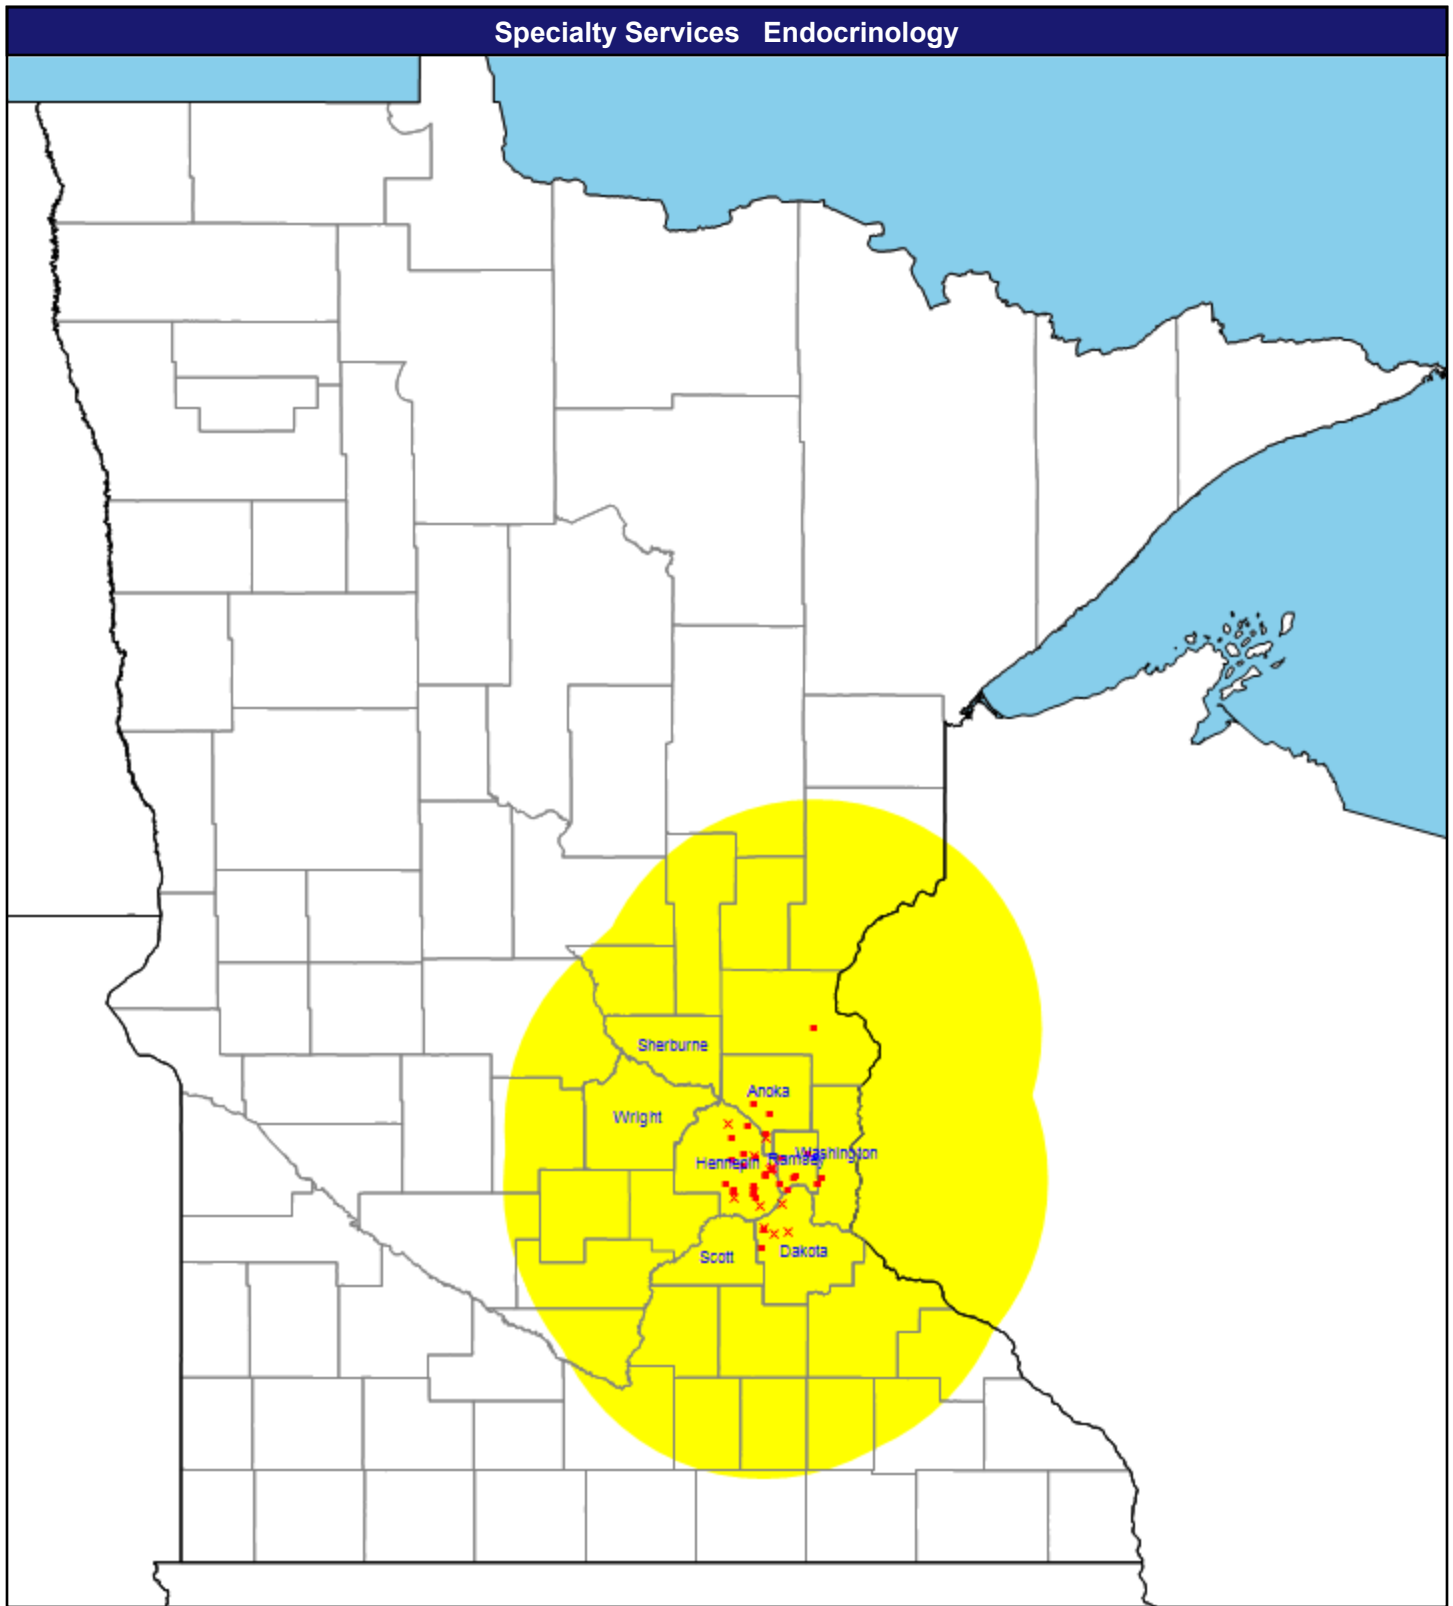 Specialty Services Endocrinology
Sherburne
Anoka
Wright
Washington
Hennepin
Ramsey
Scott
Dakota